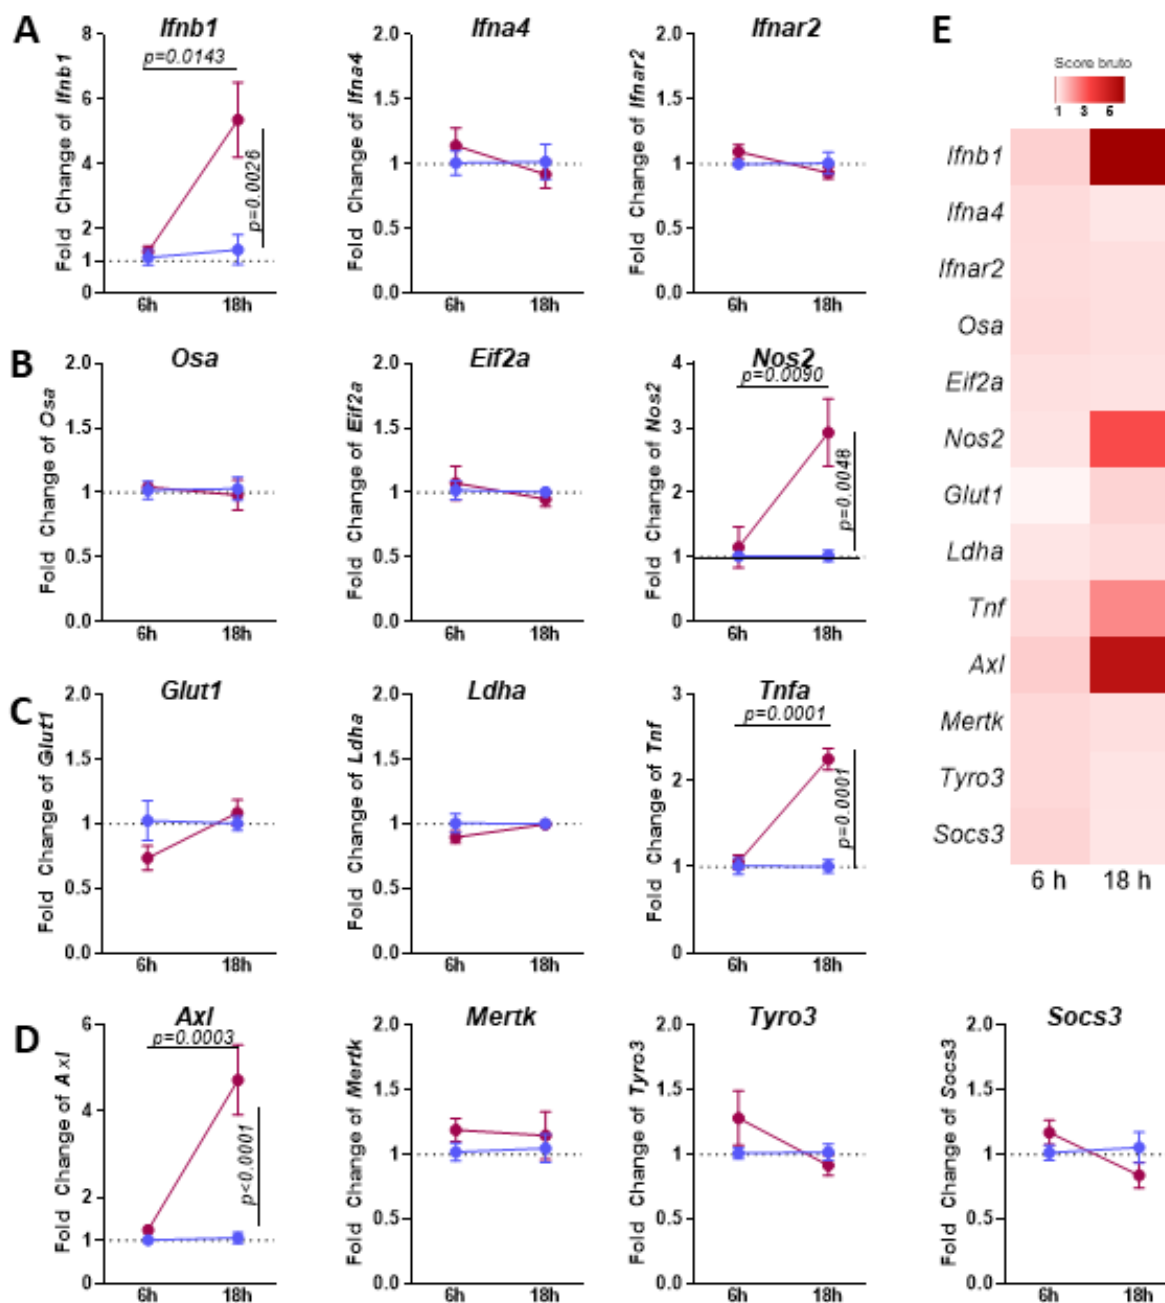 A
Ifnb1
p=0.0143
Fold Change of Ifnb1
8
6
4
2
1
0
p=0.0026
6h 18h
Ifna4
Fold Change of Ifna4
2.0
1.5
1
0.5
0.0
6h 18h
Ifnar2
Fold Change of Ifnar2
2.0
1.5
1
0.5
0.0
6h 18h
B
Osa
Fold Change of Osa
2.0
1.5
1
0.5
0.0
6h 18h
Eif2a
Fold Change of Eif2a
2.0
1.5
1
0.5
0.0
6h 18h
Nos2
p=0.0090
Fold Change of Nos2
4
3
2
1
0
p=0.0048
6h 18h
C
Glut1
Fold Change of Glut1
2.0
1.5
1
0.5
0.0
6h 18h
Ldha
Fold Change of Ldha
2.0
1.5
1
0.5
0.0
6h 18h
Tnfa
p=0.0001
Fold Change of Tnf
3
2
1
0
p=0.0001
6h 18h
D
Axl
p=0.0003
Fold Change of Axl
6
4
2
1
0
p<0.0001
6h 18h
Mertk
Fold Change of Mertk
2.0
1.5
1
0.5
0.0
6h 18h
Tyro3
Fold Change of Tyro3
2.0
1.5
1
0.5
0.0
6h 18h
Socs3
Fold Change of Socs3
2.0
1.5
1
0.5
0.0
6h 18h
E
Score bruto
1 3 5
Ifnb1
Ifna4
Ifnar2
Osa
Eif2a
Nos2
Glut1
Ldha
Tnf
Axl
Mertk
Tyro3
Socs3
6 h 18 h